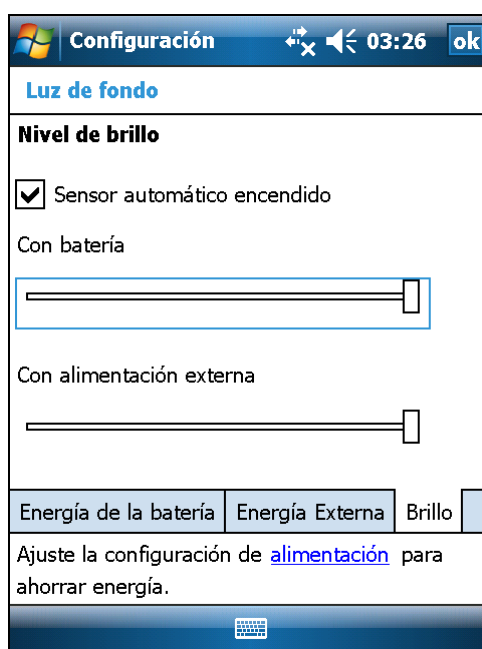 Configuración 03:26 ok
Luz de fondo
Nivel de brillo
Sensor automático encendido
Con batería
Con alimentación externa
Energía de la batería Energía Externa Brillo
Ajuste la configuración de alimentación para
ahorrar energía.